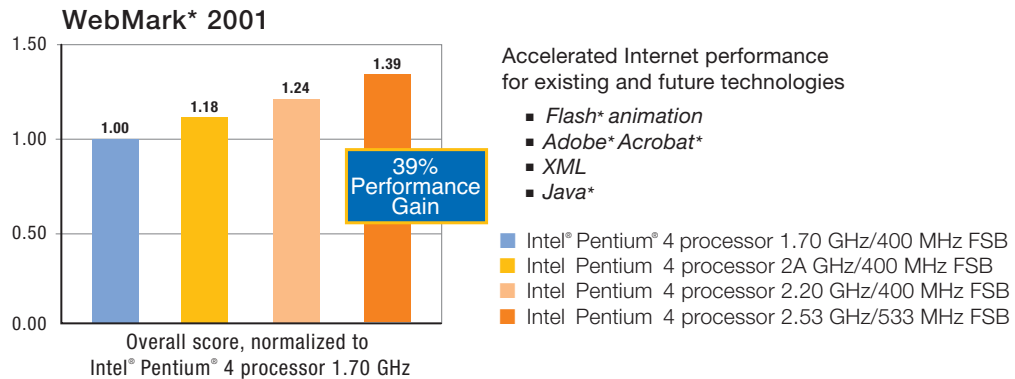 WebMark* 2001
1.50
1.00
0.50
0.00
1.00
1.18
1.24
1.39
39%
Performance
Gain
Overall score, normalized to
Intel® Pentium® 4 processor 1.70 GHz
Accelerated Internet performance
for existing and future technologies
■ Flash* animation
■ Adobe* Acrobat*
■ XML
■ Java*
Intel® Pentium® 4 processor 1.70 GHz/400 MHz FSB
Intel Pentium 4 processor 2A GHz/400 MHz FSB
Intel Pentium 4 processor 2.20 GHz/400 MHz FSB
Intel Pentium 4 processor 2.53 GHz/533 MHz FSB